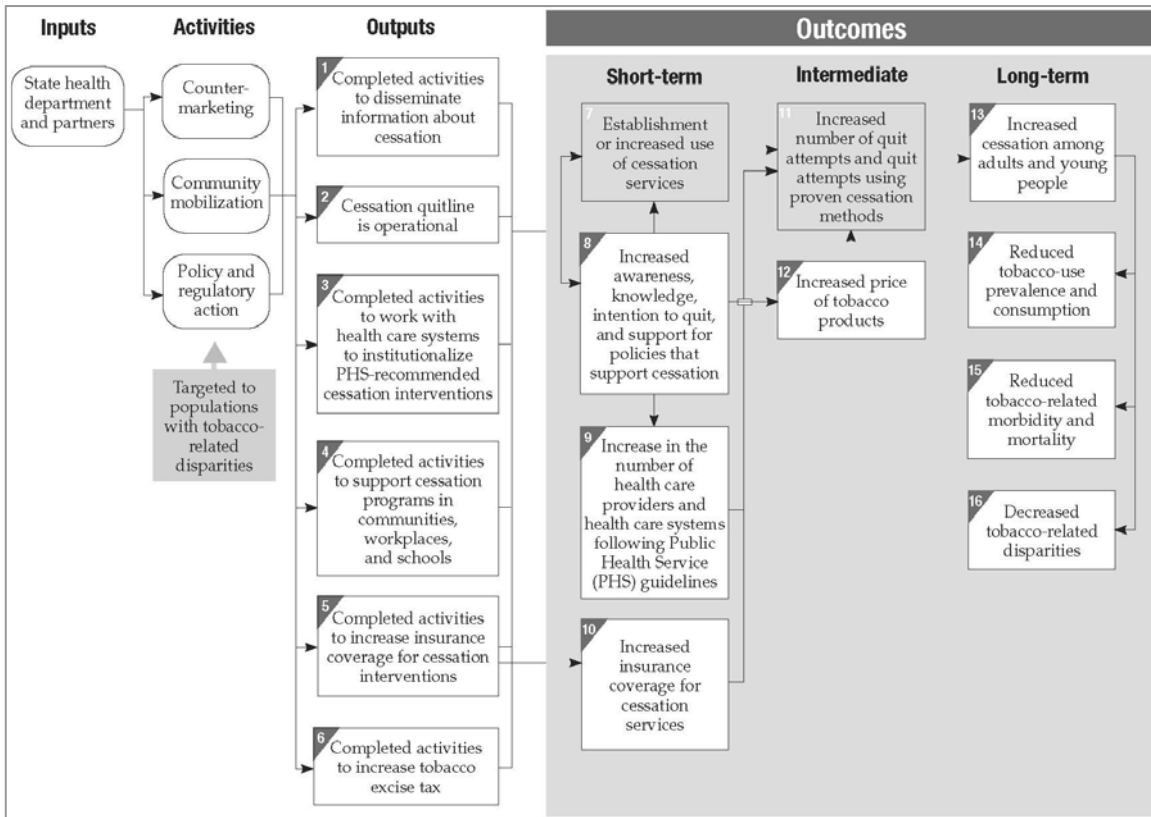 Inputs
Activities
Outputs
Outcomes
Short-term
Intermediate
Long-term
State health
department
and partners
Counter-
marketing
Community
mobilization
Policy and
regulatory
action
Targeted to
populations
with tobacco-
related
disparities
1
Completed activities
to disseminate
information about
cessation
2
Cessation quitline
is operational
3
Completed activities
to work with
health care systems
to institutionalize
PHS-recommended
cessation interventions
4
Completed activities
to support cessation
programs in
communities,
workplaces,
and schools
5
Completed activities
to increase insurance
coverage for cessation
interventions
6
Completed activities
to increase tobacco
excise tax
7
Establishment
or increased use
of cessation
services
8
Increased
awareness,
knowledge,
intention to quit,
and support for
policies that
support cessation
9
Increase in the
number of
health care
providers and
health care systems
following Public
Health Service
(PHS) guidelines
10
Increased
insurance
coverage for
cessation
services
11
Increased
number of quit
attempts and quit
attempts using
proven cessation
methods
12
Increased price
of tobacco
products
13
Increased
cessation among
adults and young
people
14
Reduced
tobacco-use
prevalence and
consumption
15
Reduced
tobacco-related
morbidity and
mortality
16
Decreased
tobacco-related
disparities